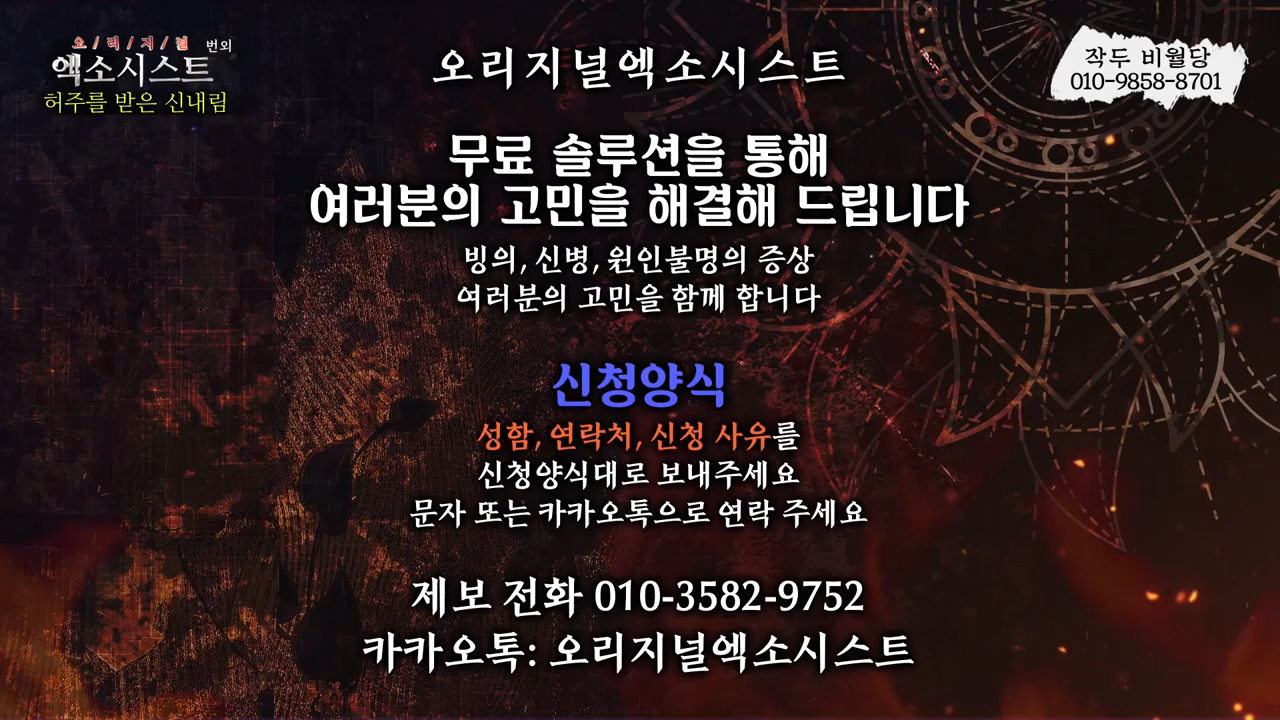 오/리/지/널 번외
엑소시스트
허주를 받은 신내림
오리지널엑소시스트
작두 비월당
010-9858-8701
무료 솔루션을 통해
여러분의 고민을 해결해 드립니다
빙의, 신병, 원인불명의 증상
여러분의 고민을 함께 합니다
신청양식
성함, 연락처, 신청 사유를
신청양식대로 보내주세요
문자 또는 카카오톡으로 연락 주세요
제보 전화 010-3582-9752
카카오톡: 오리지널엑소시스트